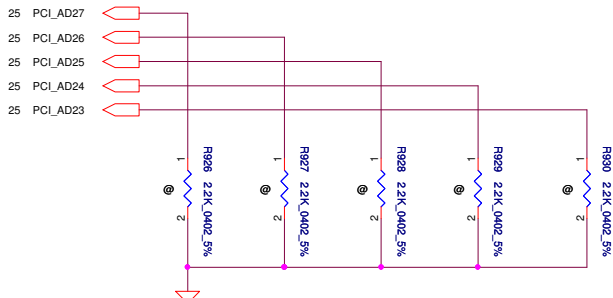 25 PCI_AD27
25 PCI_AD26
25 PCI_AD25
25 PCI_AD24
25 PCI_AD23
1 @ 2 R926 2.2K_0402_5%
1 @ 2 R927 2.2K_0402_5%
1 @ 2 R928 2.2K_0402_5%
1 @ 2 R929 2.2K_0402_5%
1 @ 2 R930 2.2K_0402_5%